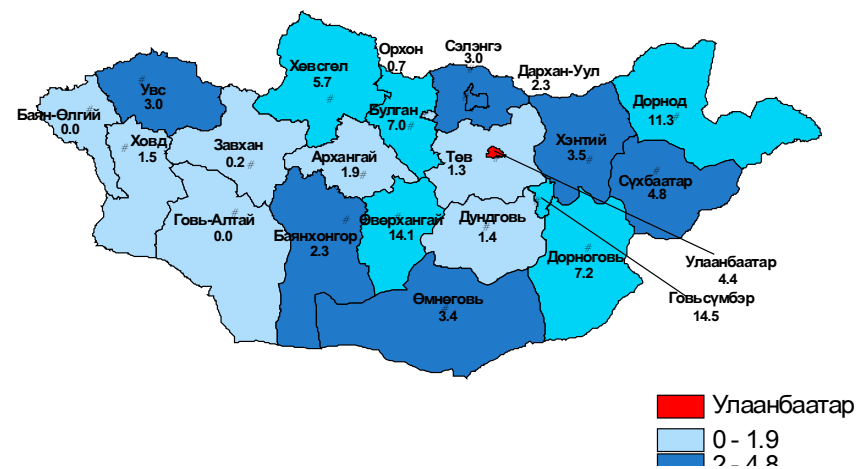 Орхон
0.7
Сэлэнгэ
3.0
Хөвсгөл
5.7
Дархан-Уул
2.3
Увс
3.0
Дорнод
11.3
Баян-Өлгий
0.0
Булган
7.0
Ховд
1.5
Завхан
0.2
Архангай
1.9
Төв
1.3
Хэнтий
3.5
Сүхбаатар
4.8
Говь-Алтай
0.0
Баянхонгор
2.3
Өвөрхангай
14.1
Дундговь
1.4
Дорноговь
7.2
Улаанбаатар
4.4
Говьсүмбэр
14.5
Өмнөговь
3.4
Улаанбаатар
0 - 1.9
2 - 4.8